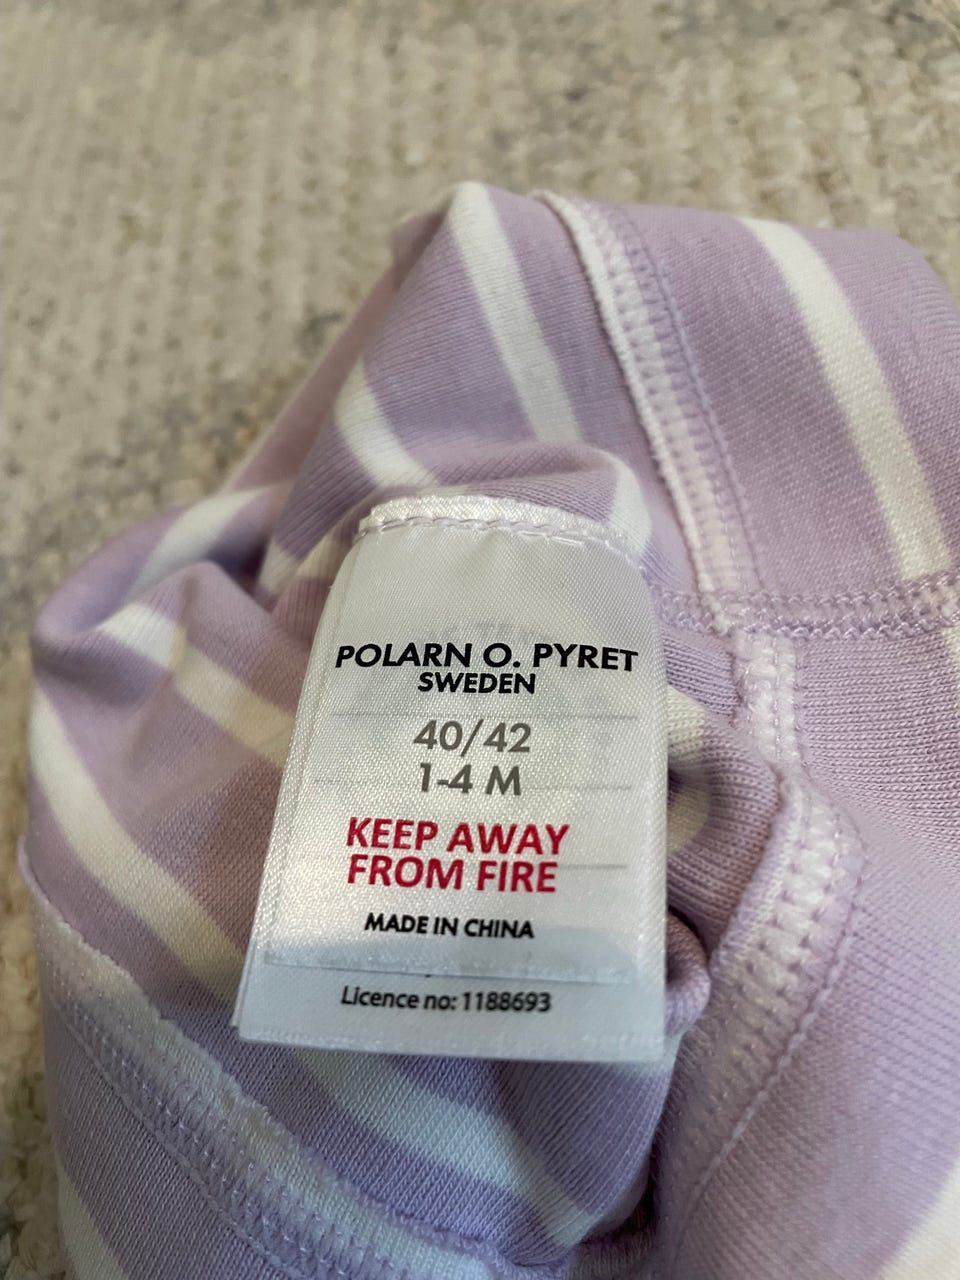 POLARN O. PYRET
SWEDEN
40/42
1-4 M
KEEP AWAY
FROM FIRE
MADE IN CHINA
Licence no: 1188693